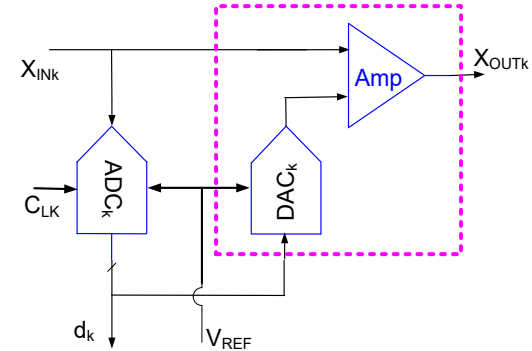 X_INk
X_OUTk
Amp
ADC_k
DAC_k
C_LK
d_k
V_REF